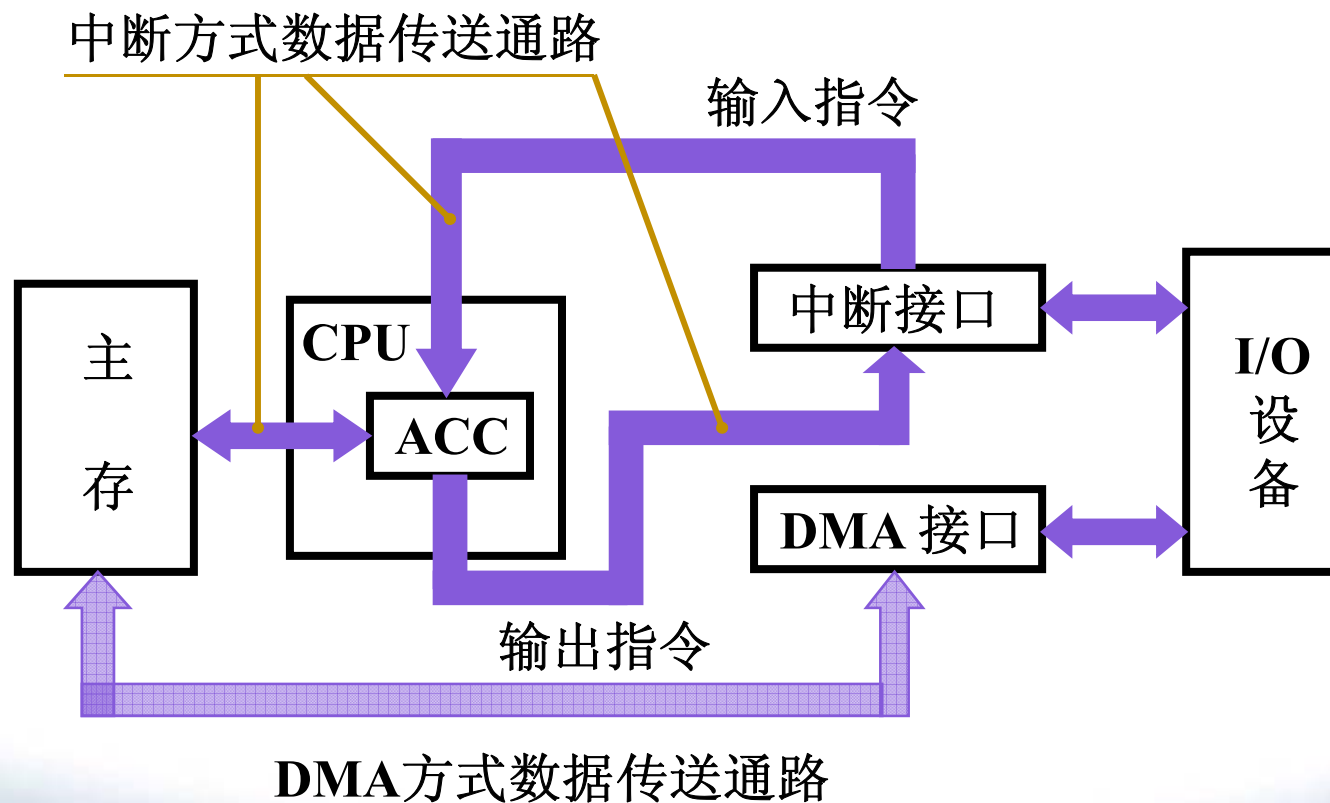 中断方式数据传送通路
输入指令
主存
CPU
ACC
中断接口
DMA 接口
I/O
设备
输出指令
DMA方式数据传送通路